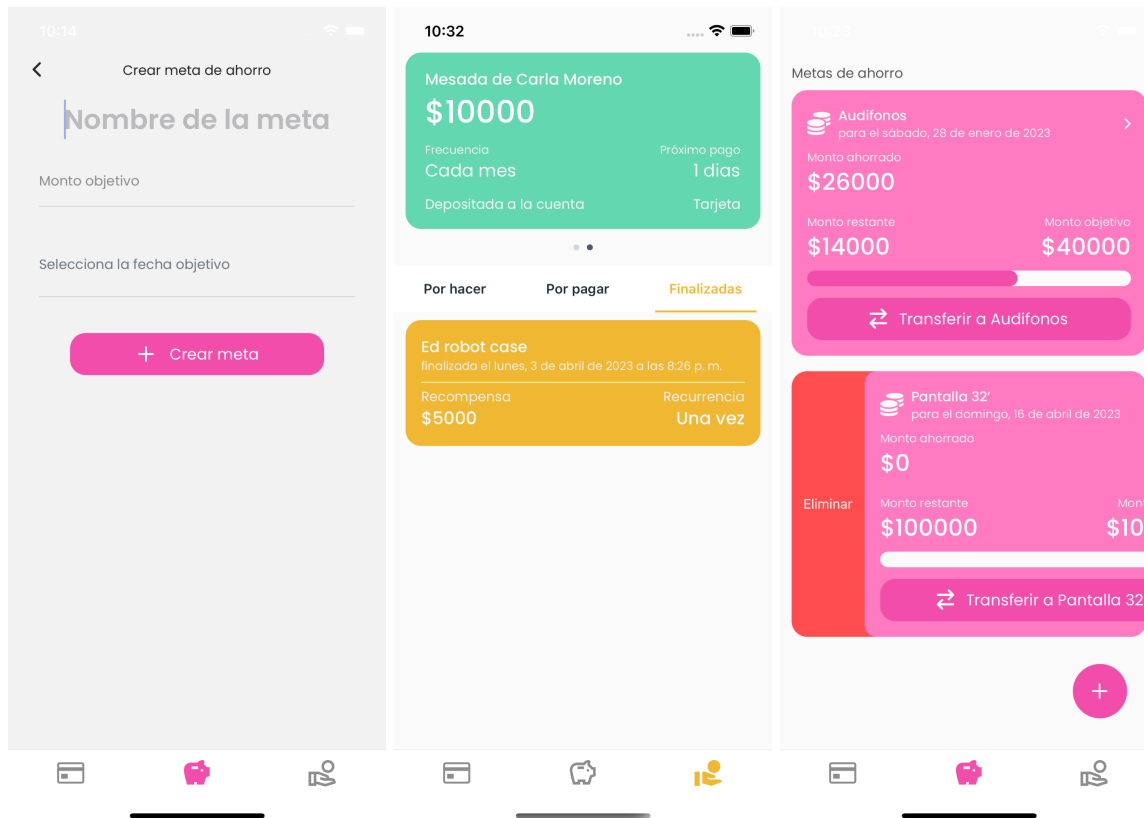 10:14
Crear meta de ahorro
Nombre de la meta
Monto objetivo
Selecciona la fecha objetivo
+ Crear meta
10:32
Mesada de Carla Moreno
$10000
Frecuencia Próximo pago
Cada mes 1 dias
Depositada a la cuenta Tarjeta
Por hacer Por pagar Finalizadas
Ed robot case
finalizada el lunes, 3 de abril de 2023 a las 8:26 p. m.
Recompensa Recurrencia
$5000 Una vez
Metas de ahorro
Audifonos
para el sábado, 28 de enero de 2023
Monto ahorrado
$26000
Monto restante Monto objetivo
$14000 $40000
Transferir a Audifonos
Eliminar
Pantalla 32'
para el domingo, 16 de abril de 2023
Monto ahorrado
$0
Monto restante Mont
$100000 $10
Transferir a Pantalla 32
+